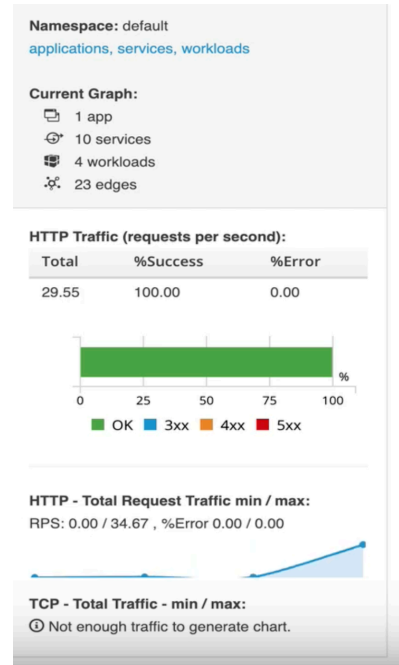 Namespace: default
applications, services, workloads
Current Graph:
1 app
10 services
4 workloads
23 edges
HTTP Traffic (requests per second):
Total %Success %Error
29.55 100.00 0.00
%
0 25 50 75 100
OK 3xx 4xx 5xx
HTTP - Total Request Traffic min / max:
RPS: 0.00 / 34.67 , %Error 0.00 / 0.00
TCP - Total Traffic - min / max:
Not enough traffic to generate chart.